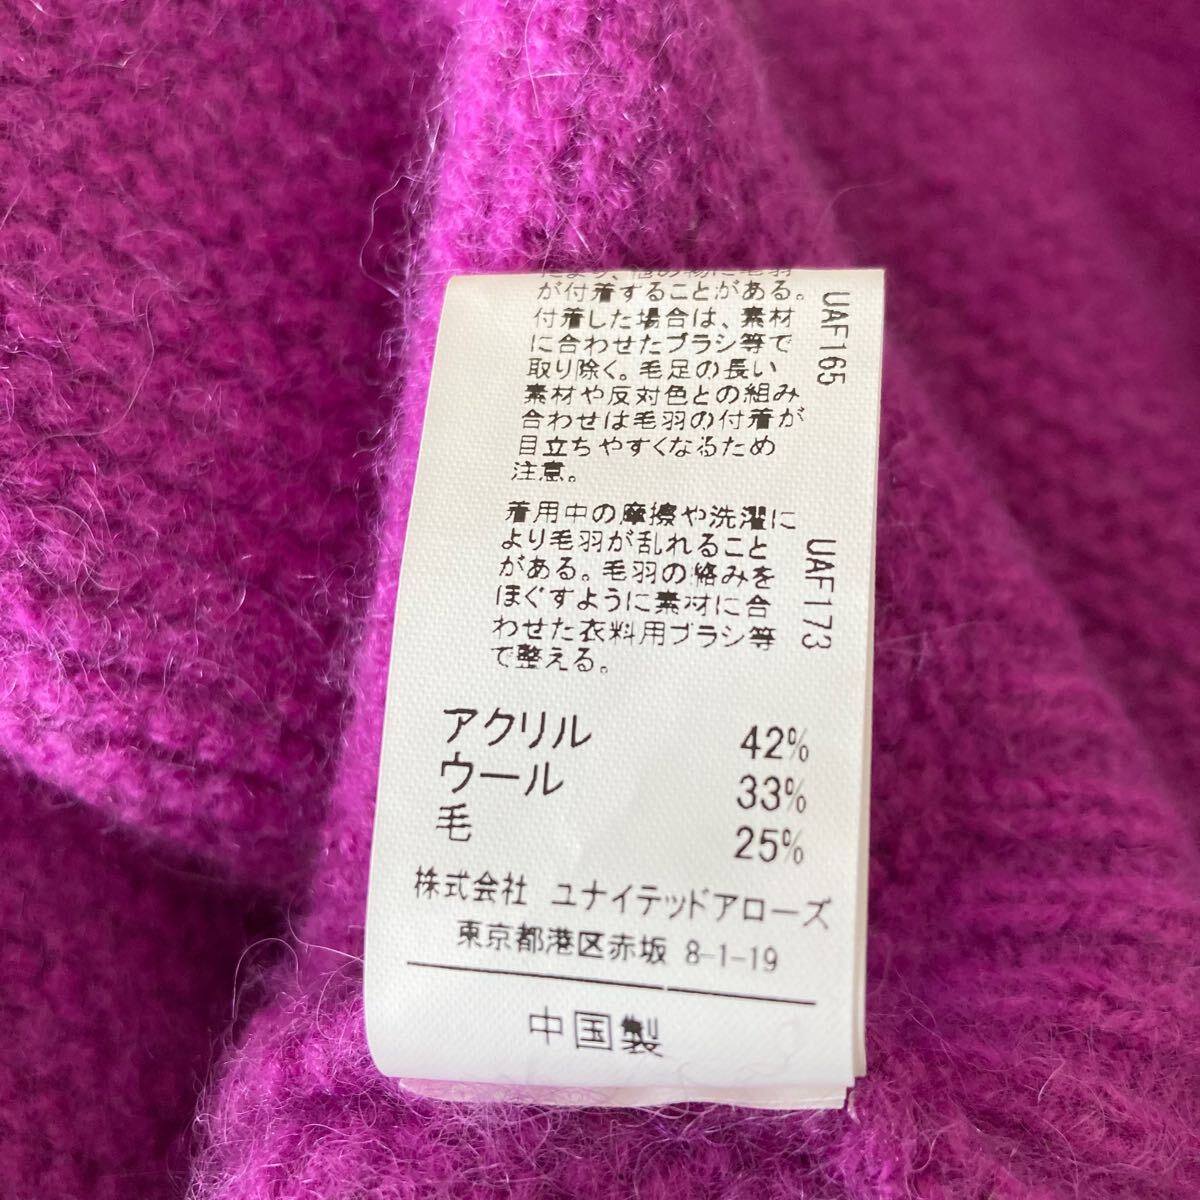 により、他の物に毛羽
が付着することがある。
付着した場合は、素材
に合わせたブラシ等で
取り除く。毛足の長い
素材や反対色との組み
合わせは毛羽の付着が
目立ちやすくなるため
注意。
UAF165
着用中の摩擦や洗濯に
より毛羽が乱れること
がある。毛羽の絡みを
ほぐすように素材に合
わせた衣料用ブラシ等
で整える。
UAF173
アクリル 42%
ウール 33%
毛 25%
株式会社 ユナイテッドアローズ
東京都港区赤坂 8-1-19
中国製